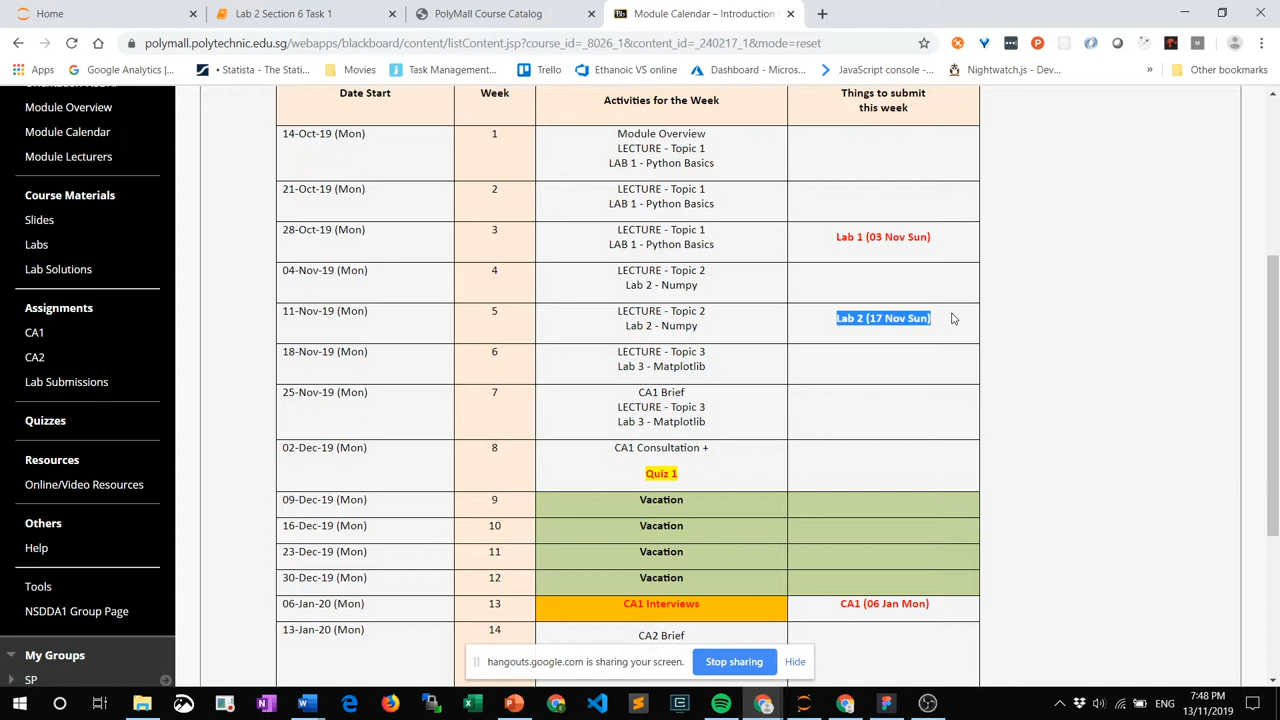 Home
Lab 2 Section 6 Task 1
PolyMall Course Catalog
Bb
Module Calendar – Introduction
polymall.polytechnic.edu.sg/webapps/blackboard/content/listContent.jsp?course_id=_8026_1&content_id=_240217_1&mode=reset
Apps
Google Analytics |
Statista - The Stati...
Movies
Task Management...
Trello
Ethanoic VS online
Dashboard - Micros...
JavaScript console -...
Nightwatch.js - Dev...
»
Other bookmarks
Module Overview
Module Calendar
Module Lecturers
Course Materials
Slides
Labs
Lab Solutions
Assignments
CA1
CA2
Lab Submissions
Quizzes
Resources
Online/Video Resources
Others
Help
Tools
NSDDA1 Group Page
My Groups
SP
Date Start
Week
Activities for the Week
Things to submit
this week
14-Oct-19 (Mon)
1
Module Overview
LECTURE - Topic 1
LAB 1 - Python Basics
21-Oct-19 (Mon)
2
LECTURE - Topic 1
LAB 1 - Python Basics
28-Oct-19 (Mon)
3
LECTURE - Topic 1
LAB 1 - Python Basics
Lab 1 (03 Nov Sun)
04-Nov-19 (Mon)
4
LECTURE - Topic 2
Lab 2 - Numpy
11-Nov-19 (Mon)
5
LECTURE - Topic 2
Lab 2 - Numpy
Lab 2 (17 Nov Sun)
18-Nov-19 (Mon)
6
LECTURE - Topic 3
Lab 3 - Matplotlib
25-Nov-19 (Mon)
7
CA1 Brief
LECTURE - Topic 3
Lab 3 - Matplotlib
02-Dec-19 (Mon)
8
CA1 Consultation +
Quiz 1
09-Dec-19 (Mon)
9
Vacation
16-Dec-19 (Mon)
10
Vacation
23-Dec-19 (Mon)
11
Vacation
30-Dec-19 (Mon)
12
Vacation
06-Jan-20 (Mon)
13
CA1 Interviews
CA1 (06 Jan Mon)
13-Jan-20 (Mon)
14
CA2 Brief
hangouts.google.com is sharing your screen.
Stop sharing
Hide
ENG
7:48 PM
13/11/2019